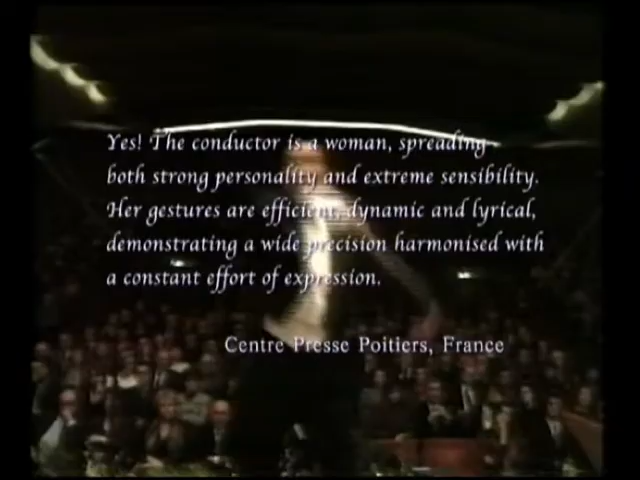 Yes! The conductor is a woman, spreading
both strong personality and extreme sensibility.
Her gestures are efficient, dynamic and lyrical,
demonstrating a wide precision harmonised with
a constant effort of expression.
Centre Presse Poitiers, France